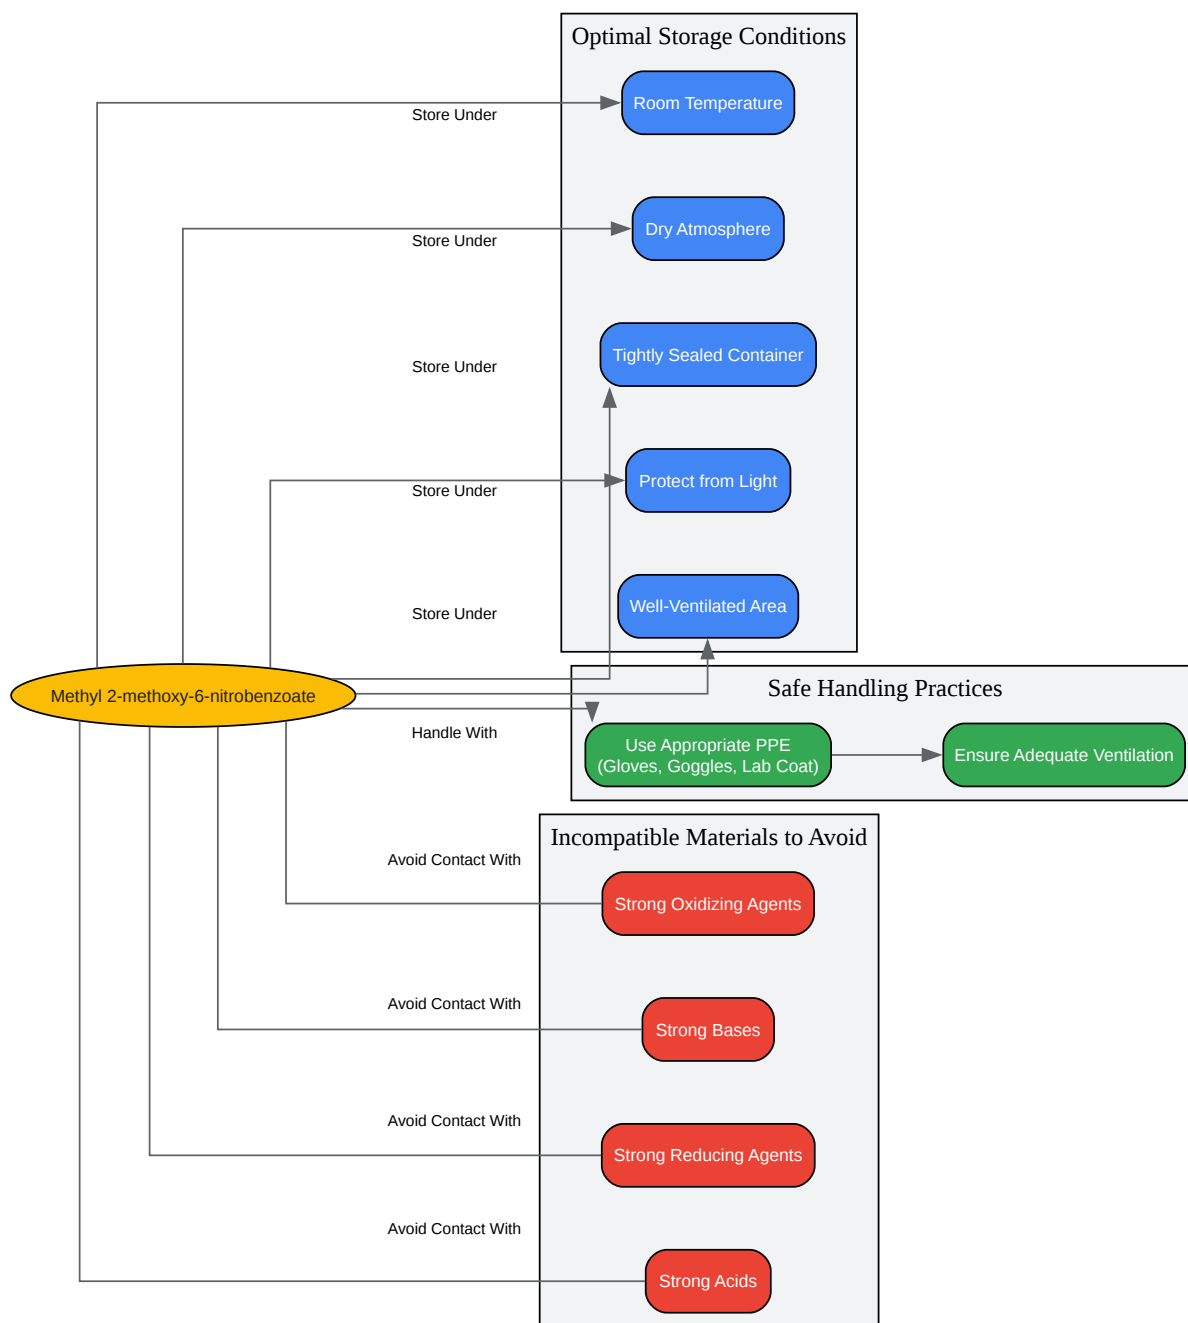 Optimal Storage Conditions
Room Temperature
Store Under
Dry Atmosphere
Store Under
Tightly Sealed Container
Store Under
Protect from Light
Store Under
Well-Ventilated Area
Store Under
Methyl 2-methoxy-6-nitrobenzoate
Safe Handling Practices
Handle With
Use Appropriate PPE
(Gloves, Goggles, Lab Coat)
Ensure Adequate Ventilation
Incompatible Materials to Avoid
Avoid Contact With
Strong Oxidizing Agents
Avoid Contact With
Strong Bases
Avoid Contact With
Strong Reducing Agents
Avoid Contact With
Strong Acids